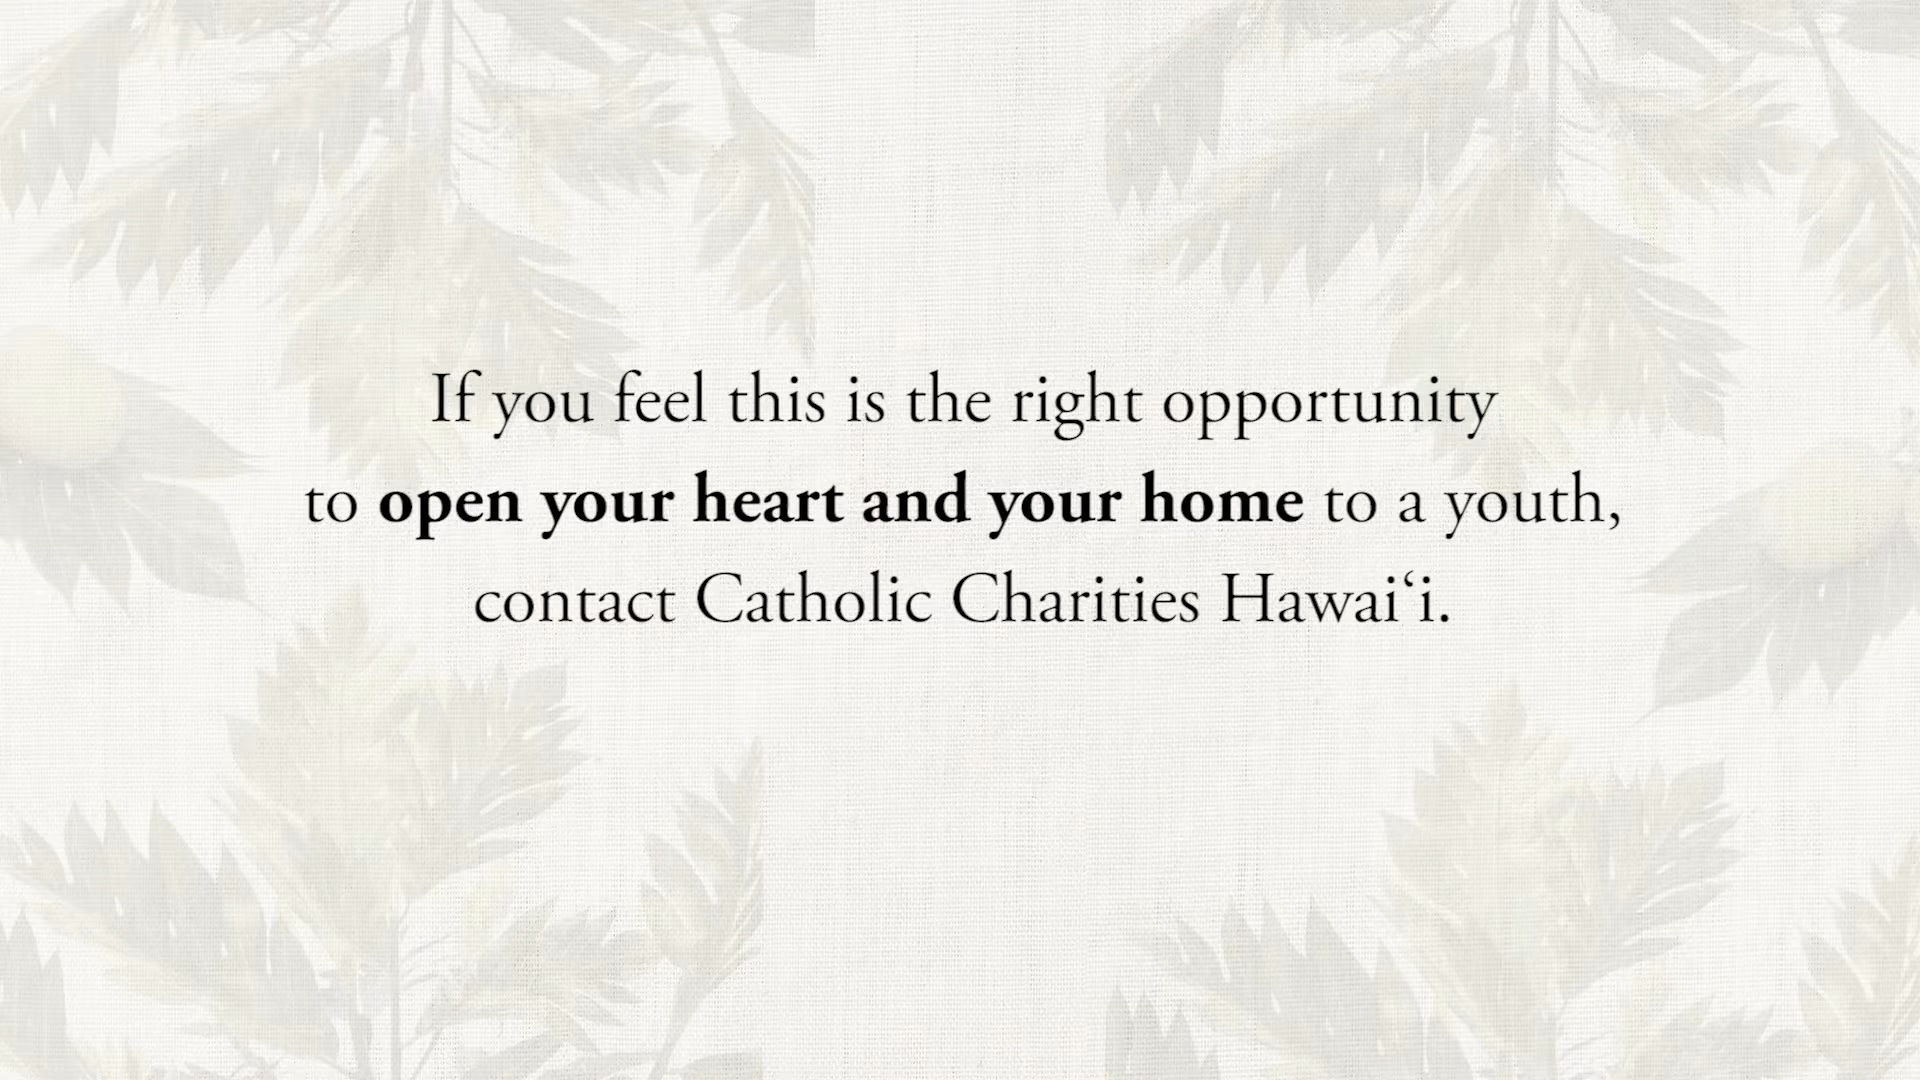 If you feel this is the right opportunity
to open your heart and your home to a youth,
contact Catholic Charities Hawaiʻi.